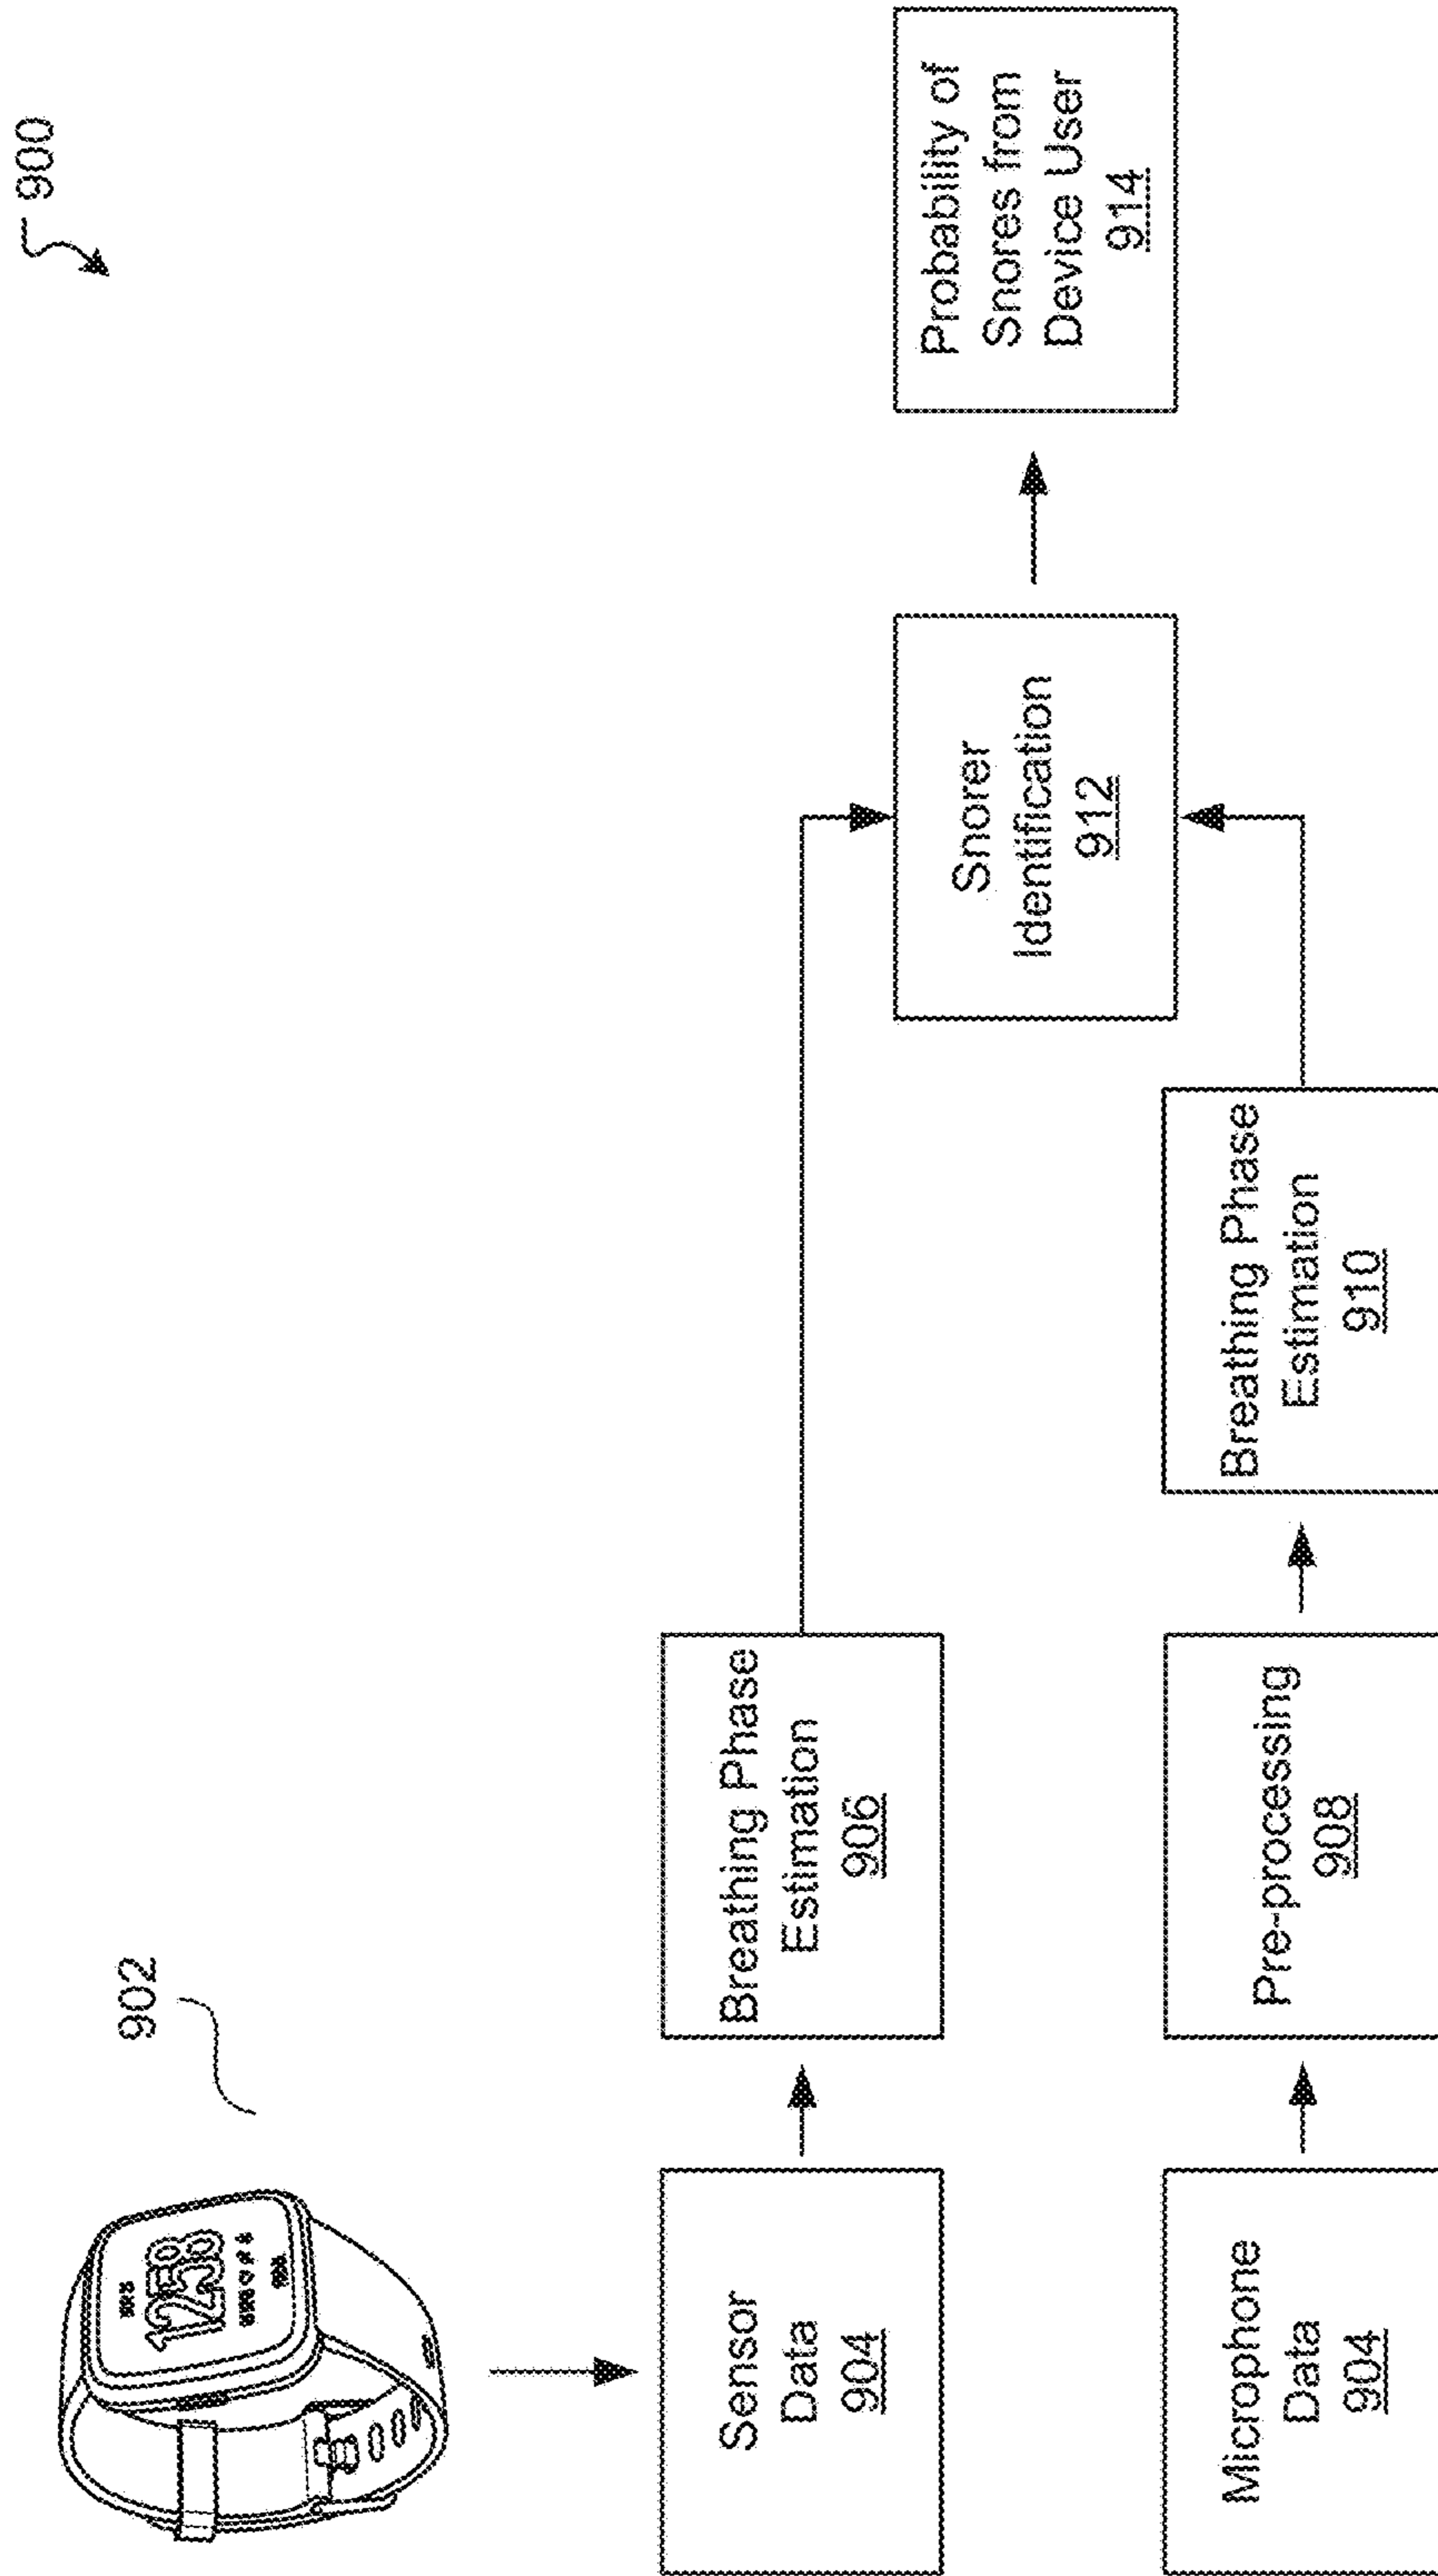 900
902
12:58
Sensor
Data
904
Breathing Phase
Estimation
906
Microphone
Data
904
Pre-processing
908
Breathing Phase
Estimation
910
Snorer
Identification
912
Probability of
Snores from
Device User
914